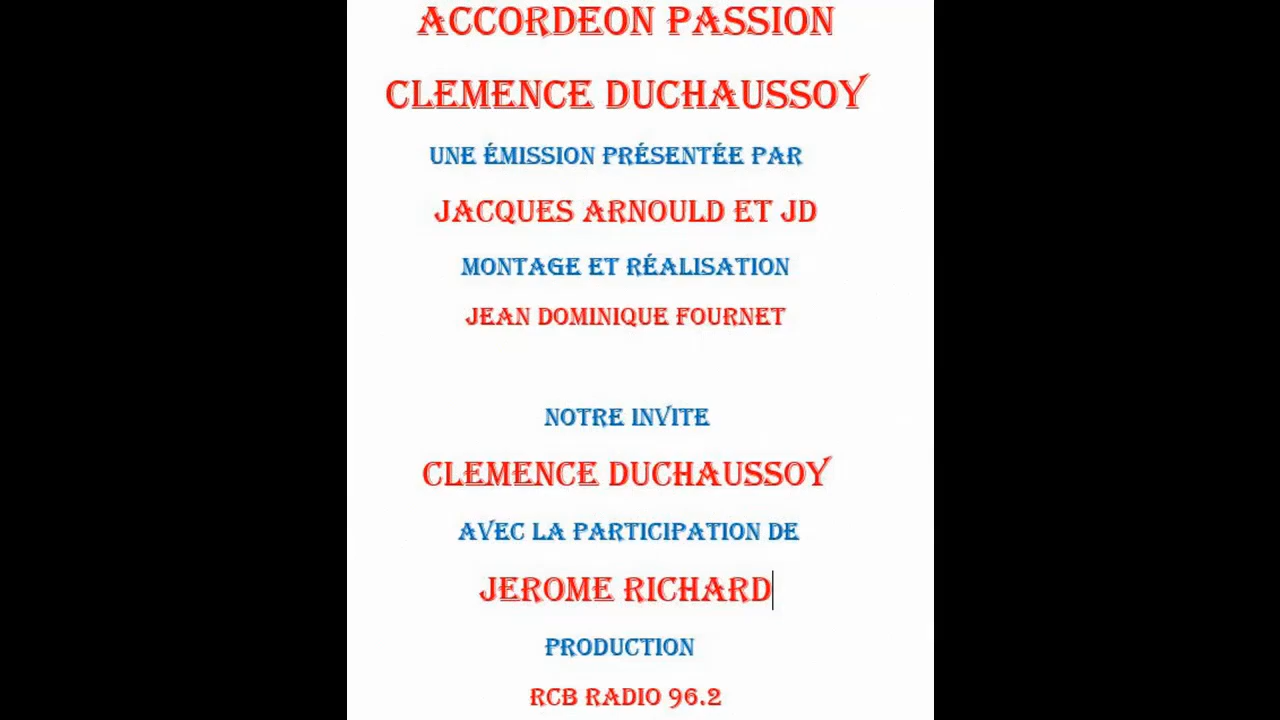 ACCORDEON PASSION
CLEMENCE DUCHAUSSOY
UNE ÉMISSION PRÉSENTÉE PAR
JACQUES ARNOULD ET JD
MONTAGE ET RÉALISATION
JEAN DOMINIQUE FOURNET
NOTRE INVITE
CLEMENCE DUCHAUSSOY
AVEC LA PARTICIPATION DE
JEROME RICHARD
PRODUCTION
RCB RADIO 96.2